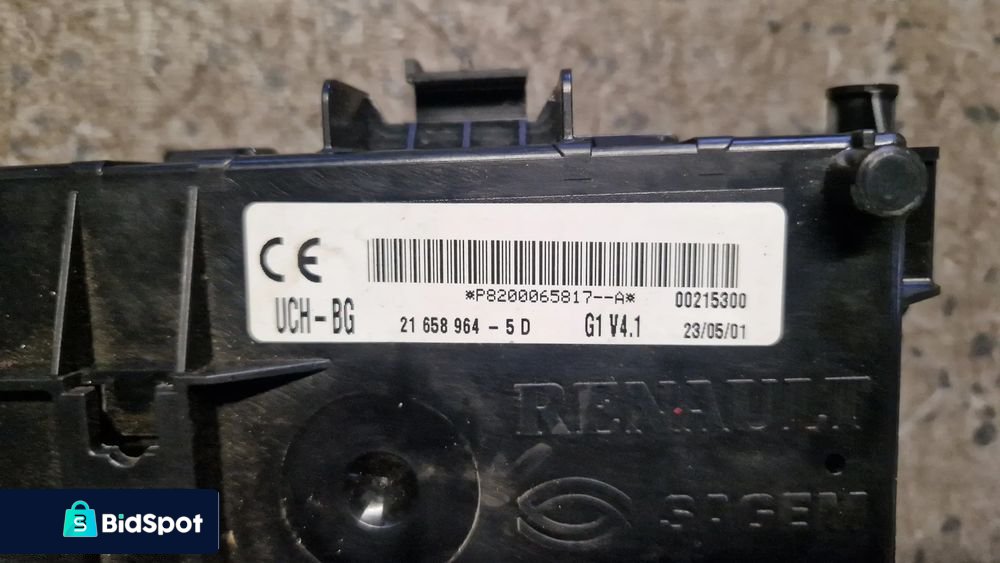 CE
*P8200065817--A*
00215300
UCH-BG
21 658 964 - 5 D
G1 V4.1
23/05/01
RENAULT
SAGEM
BidSpot